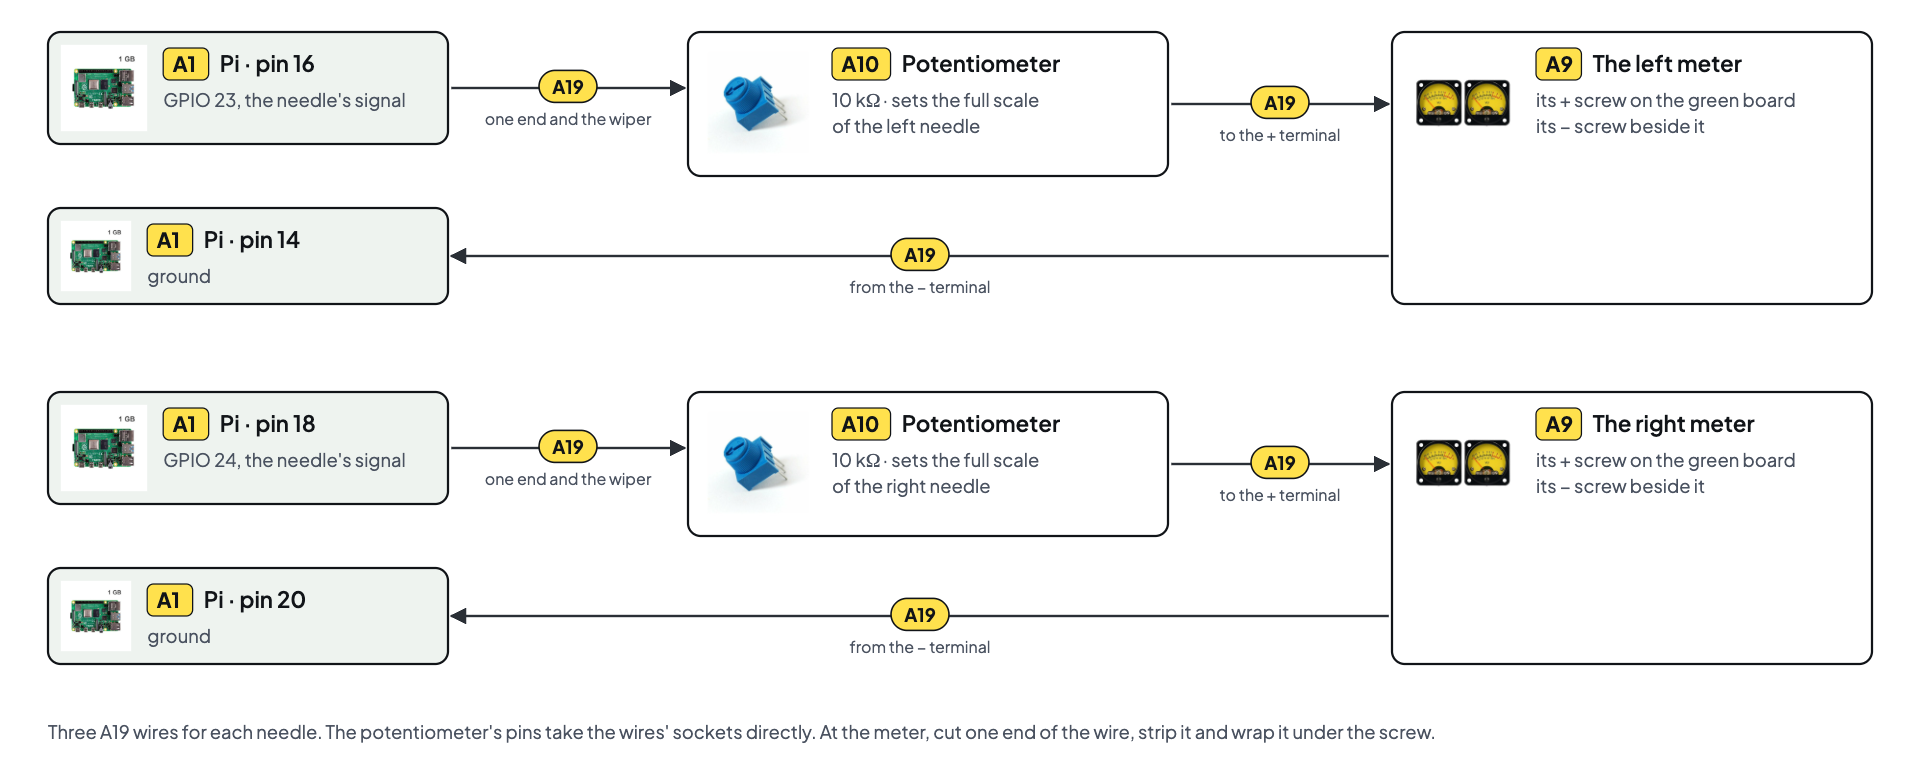 1 GB
A1 Pi · pin 16
GPIO 23, the needle's signal
A19
one end and the wiper
A10 Potentiometer
10 kΩ · sets the full scale
of the left needle
A19
to the + terminal
A9 The left meter
its + screw on the green board
its – screw beside it
1 GB
A1 Pi · pin 14
ground
A19
from the – terminal
1 GB
A1 Pi · pin 18
GPIO 24, the needle's signal
A19
one end and the wiper
A10 Potentiometer
10 kΩ · sets the full scale
of the right needle
A19
to the + terminal
A9 The right meter
its + screw on the green board
its – screw beside it
1 GB
A1 Pi · pin 20
ground
A19
from the – terminal
Three A19 wires for each needle. The potentiometer's pins take the wires' sockets directly. At the meter, cut one end of the wire, strip it and wrap it under the screw.